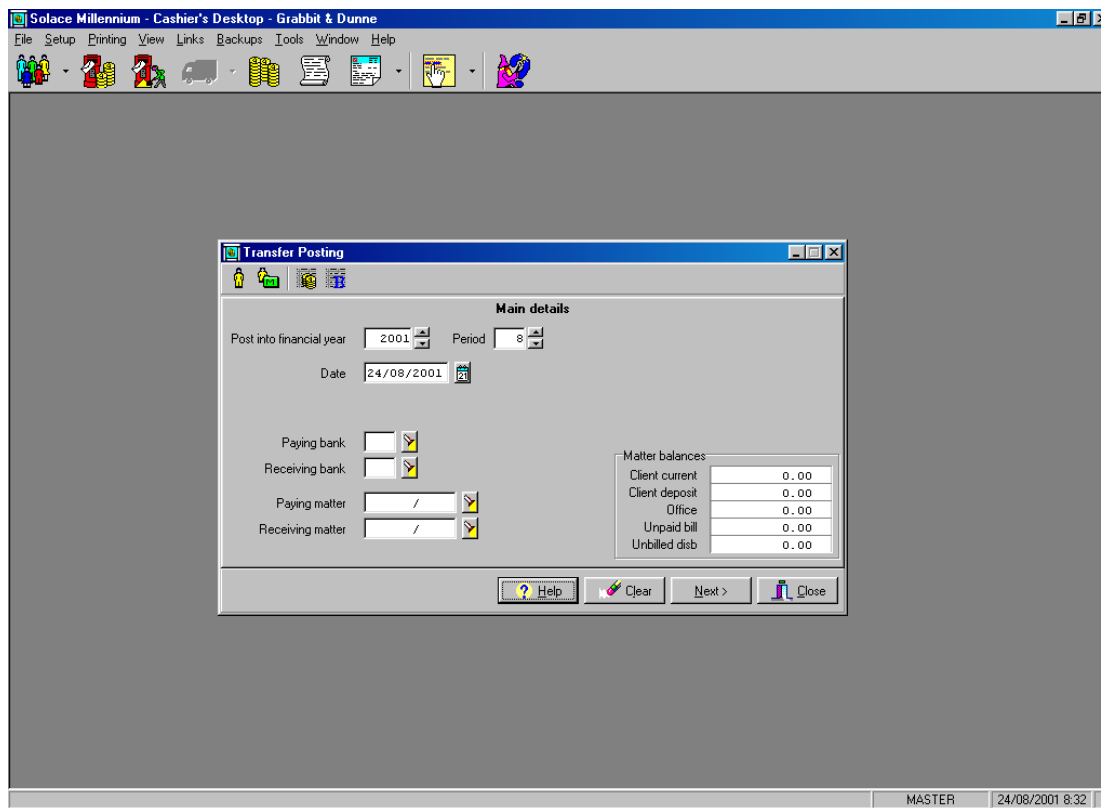 Solace Millennium - Cashier's Desktop - Grabbit & Dunne
File Setup Printing View Links Backups Tools Window Help
Transfer Posting
M
B
Main details
Post into financial year 2001 Period 8
Date 24/08/2001 21
Paying bank
Receiving bank
Paying matter /
Receiving matter /
Matter balances
Client current 0.00
Client deposit 0.00
Office 0.00
Unpaid bill 0.00
Unbilled disb 0.00
? Help Clear Next > Close
MASTER 24/08/2001 8:32